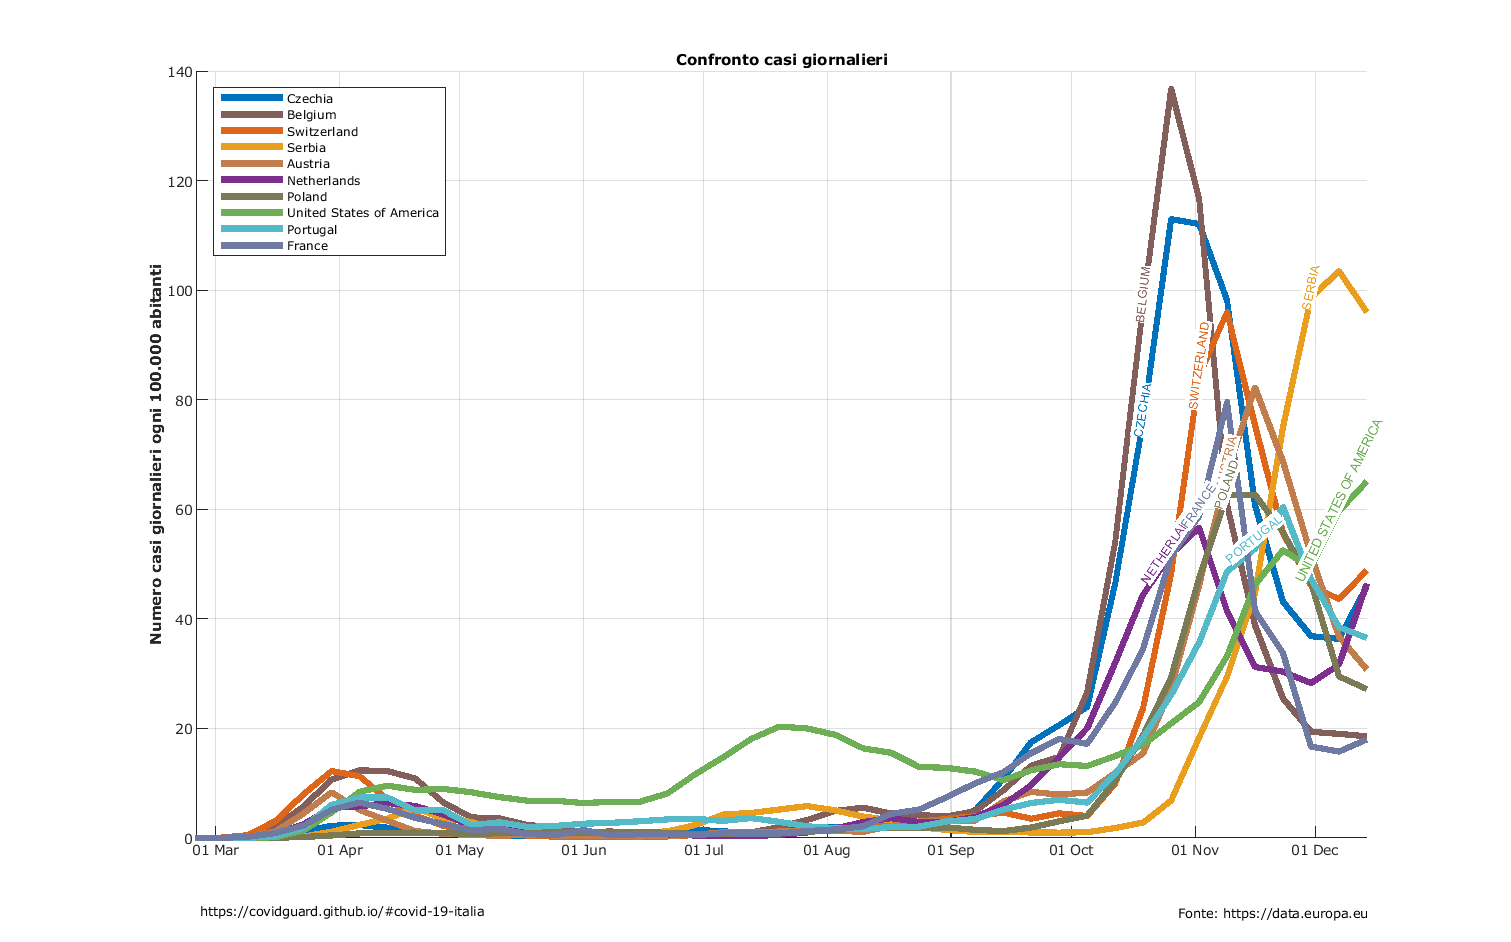 Confronto casi giornalieri
Numero casi giornalieri ogni 100.000 abitanti
140
120
100
80
60
40
20
0
Czechia
Belgium
Switzerland
Serbia
Austria
Netherlands
Poland
United States of America
Portugal
France
CZECHIA
BELGIUM
SWITZERLAND
SERBIA
NETHERLA
FRANCE
POLAND
PORTUGAL
UNITED STATES OF AMERICA
01 Mar
01 Apr
01 May
01 Jun
01 Jul
01 Aug
01 Sep
01 Oct
01 Nov
01 Dec
https://covidguard.github.io/#covid-19-italia
Fonte: https://data.europa.eu